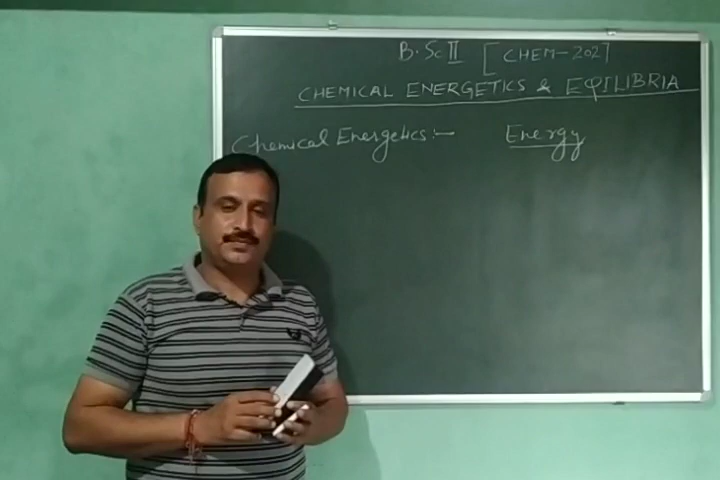 B.Sc II [CHEM-202]
CHEMICAL ENERGETICS & EQILIBRIA
Chemical Energetics:- Energy